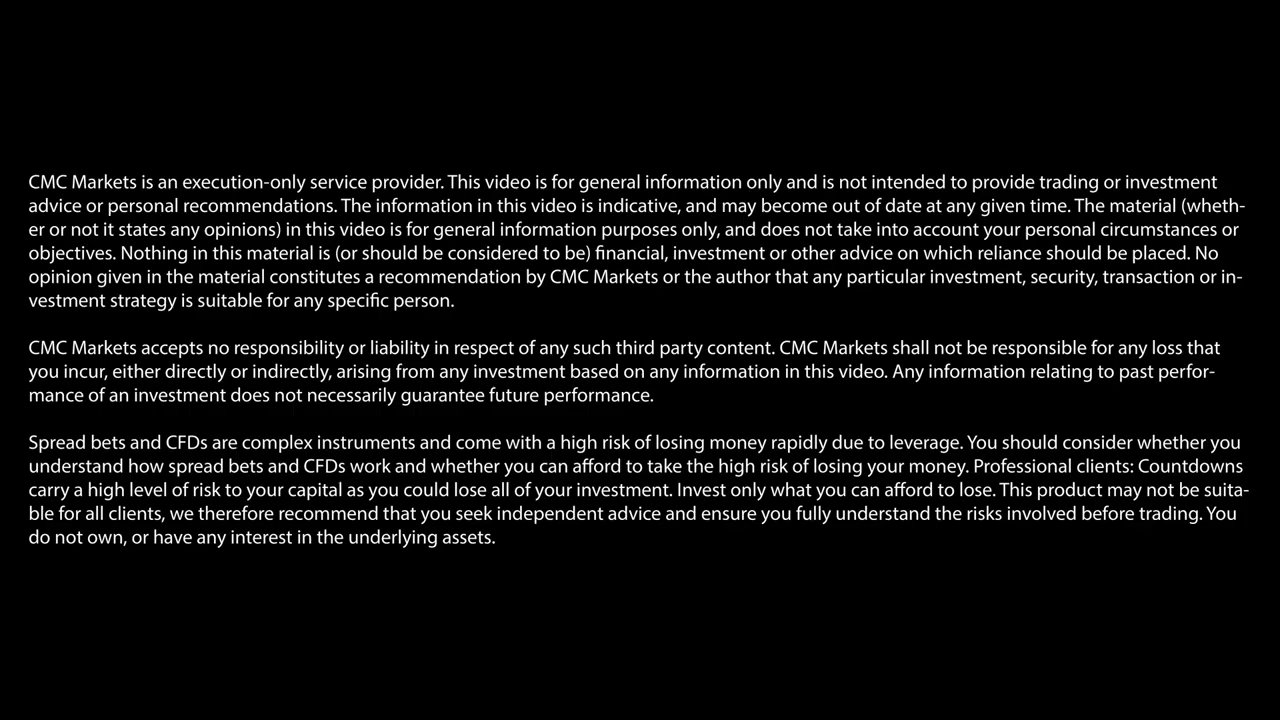 CMC Markets is an execution-only service provider. This video is for general information only and is not intended to provide trading or investment
advice or personal recommendations. The information in this video is indicative, and may become out of date at any given time. The material (wheth-
er or not it states any opinions) in this video is for general information purposes only, and does not take into account your personal circumstances or
objectives. Nothing in this material is (or should be considered to be) financial, investment or other advice on which reliance should be placed. No
opinion given in the material constitutes a recommendation by CMC Markets or the author that any particular investment, security, transaction or in-
vestment strategy is suitable for any specific person.
CMC Markets accepts no responsibility or liability in respect of any such third party content. CMC Markets shall not be responsible for any loss that
you incur, either directly or indirectly, arising from any investment based on any information in this video. Any information relating to past perfor-
mance of an investment does not necessarily guarantee future performance.
Spread bets and CFDs are complex instruments and come with a high risk of losing money rapidly due to leverage. You should consider whether you
understand how spread bets and CFDs work and whether you can afford to take the high risk of losing your money. Professional clients: Countdowns
carry a high level of risk to your capital as you could lose all of your investment. Invest only what you can afford to lose. This product may not be suita-
ble for all clients, we therefore recommend that you seek independent advice and ensure you fully understand the risks involved before trading. You
do not own, or have any interest in the underlying assets.